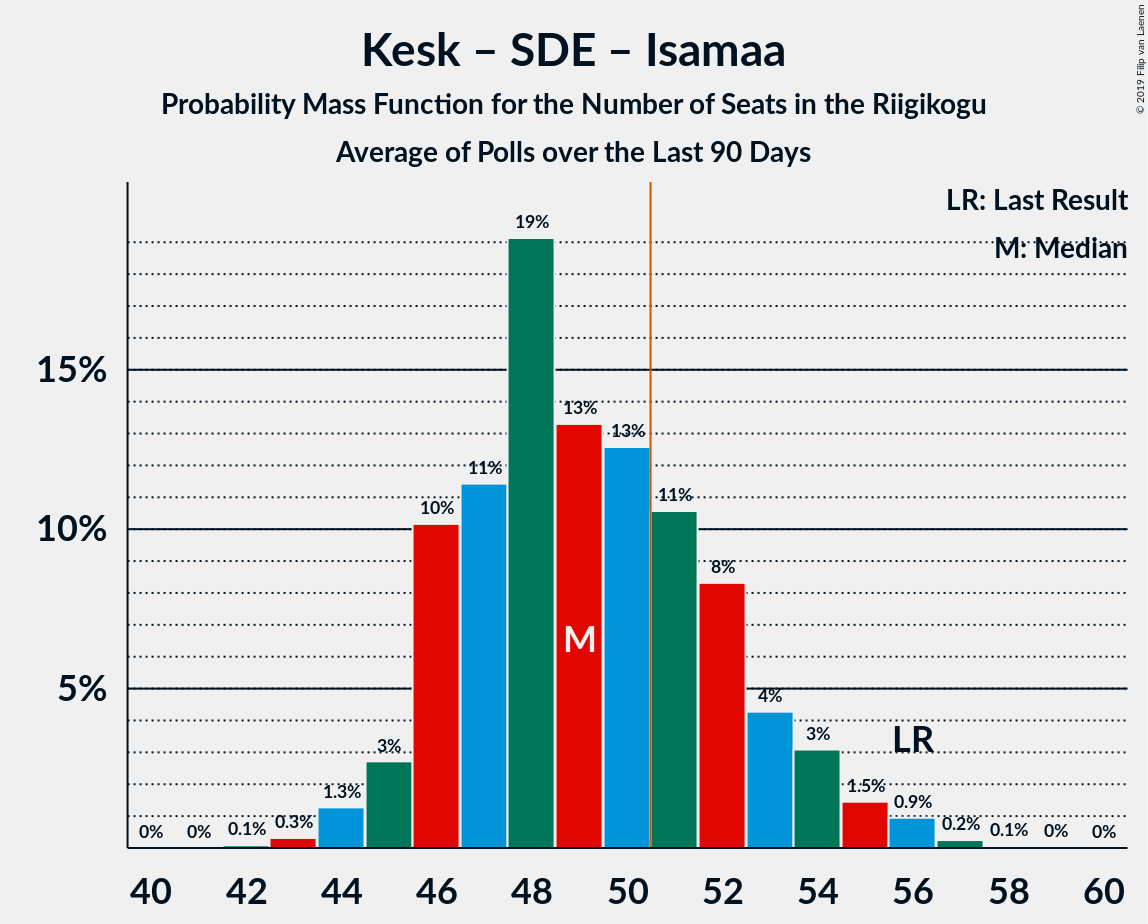 Kesk – SDE – Isamaa
Probability Mass Function for the Number of Seats in the Riigikogu
Average of Polls over the Last 90 Days
© 2019 Filip van Laenen
LR: Last Result
M: Median
15%
10%
5%
0%
0%
0.1%
0.3%
1.3%
3%
10%
11%
19%
13%
13%
11%
8%
4%
3%
1.5%
0.9%
0.2%
0.1%
0%
0%
M
LR
40 42 44 46 48 50 52 54 56 58 60